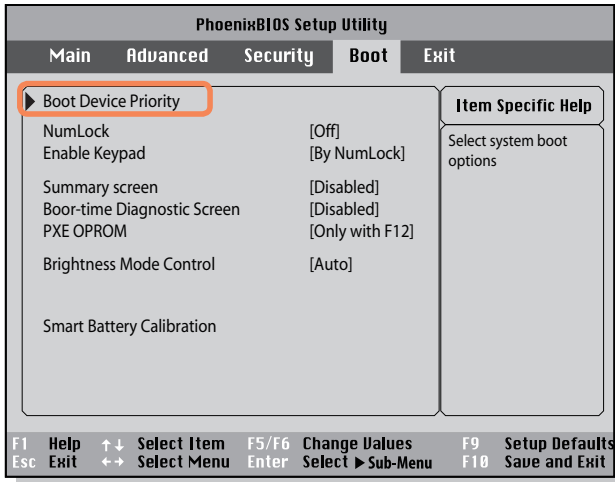 PhoenixBIOS Setup Utility
Main Advanced Security Boot Exit
Boot Device Priority
NumLock [Off]
Enable Keypad [By NumLock]
Summary screen [Disabled]
Boor-time Diagnostic Screen [Disabled]
PXE OPROM [Only with F12]
Brightness Mode Control [Auto]
Smart Battery Calibration
Item Specific Help
Select system boot
options
F1 Help ↑↓ Select Item F5/F6 Change Values F9 Setup Defaults
Esc Exit ←→ Select Menu Enter Select ▶ Sub-Menu F10 Save and Exit